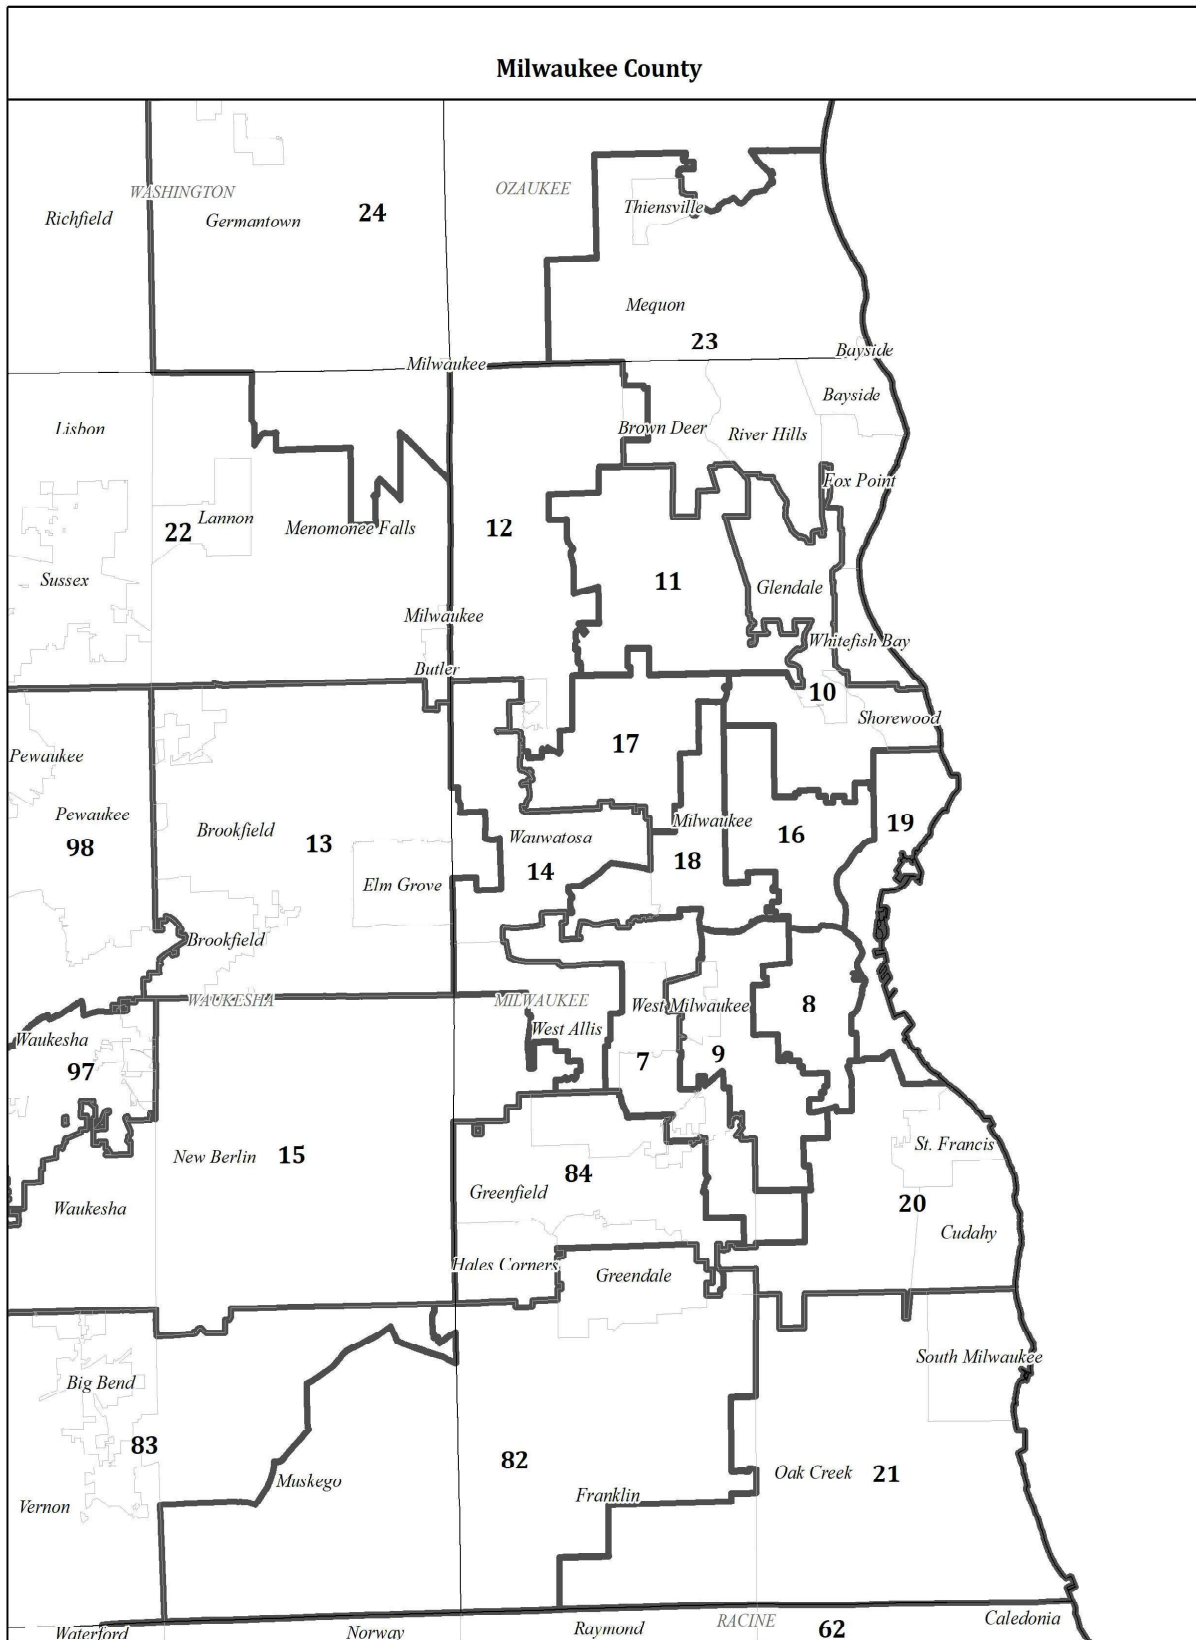 Milwaukee County
WASHINGTON
OZAUKEE
Richfield
Germantown
24
Thiensville
Mequon
23
Bayside
Milwaukee
Bayside
Lisbon
Brown Deer
River Hills
Fox Point
Lannon
22
Menomonee Falls
12
Sussex
11
Glendale
Milwaukee
Whitefish Bay
Butler
10
Shorewood
17
Pewaukee
Pewaukee
98
Brookfield
13
Wauwatosa
Milwaukee
16
19
14
18
Elm Grove
Brookfield
WAUKESHA
MILWAUKEE
West Milwaukee
8
Waukesha
West Allis
97
7
9
New Berlin
15
St. Francis
84
Greenfield
20
Waukesha
Cudahy
Hales Corners
Greendale
South Milwaukee
Big Bend
83
82
Muskego
Oak Creek
21
Franklin
Vernon
RACINE
Caledonia
Waterford
Norway
Raymond
62